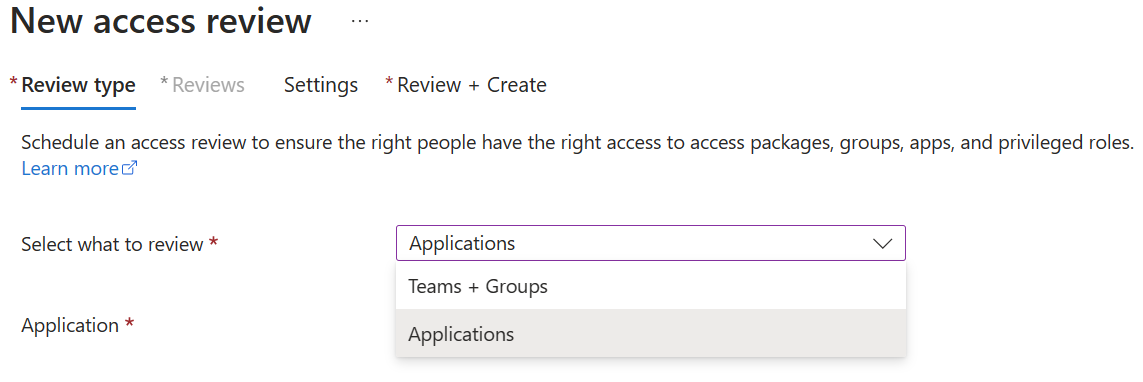 New access review ...
* Review type * Reviews Settings * Review + Create
Schedule an access review to ensure the right people have the right access to access packages, groups, apps, and privileged roles.
Learn more
Select what to review * Applications
Teams + Groups
Application *
Applications